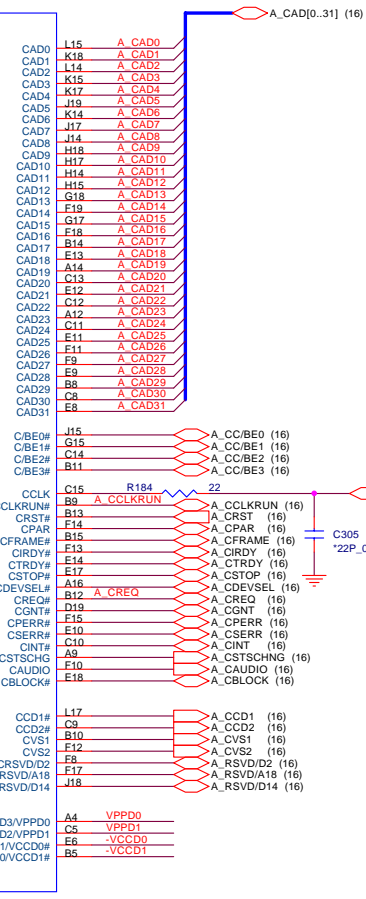 A_CAD[0..31] (16)
CAD0 L15 A_CAD0
CAD1 K18 A_CAD1
CAD2 L14 A_CAD2
CAD3 K15 A_CAD3
CAD4 K17 A_CAD4
CAD5 J19 A_CAD5
CAD6 K14 A_CAD6
CAD7 J17 A_CAD7
CAD8 J14 A_CAD8
CAD9 H18 A_CAD9
CAD10 H17 A_CAD10
CAD11 H14 A_CAD11
CAD12 H15 A_CAD12
CAD13 G18 A_CAD13
CAD14 F19 A_CAD14
CAD15 G17 A_CAD15
CAD16 F18 A_CAD16
CAD17 B14 A_CAD17
CAD18 E13 A_CAD18
CAD19 A14 A_CAD19
CAD20 C13 A_CAD20
CAD21 E12 A_CAD21
CAD22 C12 A_CAD22
CAD23 A12 A_CAD23
CAD24 C11 A_CAD24
CAD25 E11 A_CAD25
CAD26 F11 A_CAD26
CAD27 F9 A_CAD27
CAD28 E9 A_CAD28
CAD29 B8 A_CAD29
CAD30 C8 A_CAD30
CAD31 E8 A_CAD31
C/BE0# J15 A_CC/BE0 (16)
C/BE1# G15 A_CC/BE1 (16)
C/BE2# C14 A_CC/BE2 (16)
C/BE3# B11 A_CC/BE3 (16)
CCLK C15 R184 22
CCLKRUN# B9 A_CCLKRUN A_CCLKRUN (16)
CRST# B13 A_CRST (16)
CPAR F14 A_CPAR (16)
CFRAME# B15 A_CFRAME (16)
CIRDY# F13 A_CIRDY (16)
CTRDY# E14 A_CTRDY (16)
CSTOP# E17 A_CSTOP (16)
CDEVSEL# A16 A_CDEVSEL (16)
CREQ# B12 A_CREQ A_CREQ (16)
CGNT# D19 A_CGNT (16)
CPERR# F15 A_CPERR (16)
CSERR# E10 A_CSERR (16)
CINT# C10 A_CINT (16)
CSTSCHG A9 A_CSTSCHNG (16)
CAUDIO F10 A_CAUDIO (16)
CBLOCK# E18 A_CBLOCK (16)
C305
*22P_0
CCD1# L17 A_CCD1 (16)
CCD2# C9 A_CCD2 (16)
CVS1 B10 A_CVS1 (16)
CVS2 F12 A_CVS2 (16)
CRSVD/D2 F8 A_RSVD/D2 (16)
RSVD/A18 F17 A_RSVD/A18 (16)
RSVD/D14 J18 A_RSVD/D14 (16)
D3/VPPD0 A4 VPPD0
D2/VPPD1 C5 VPPD1
1/VCCD0# E6 -VCCD0
0/VCCD1# B5 -VCCD1